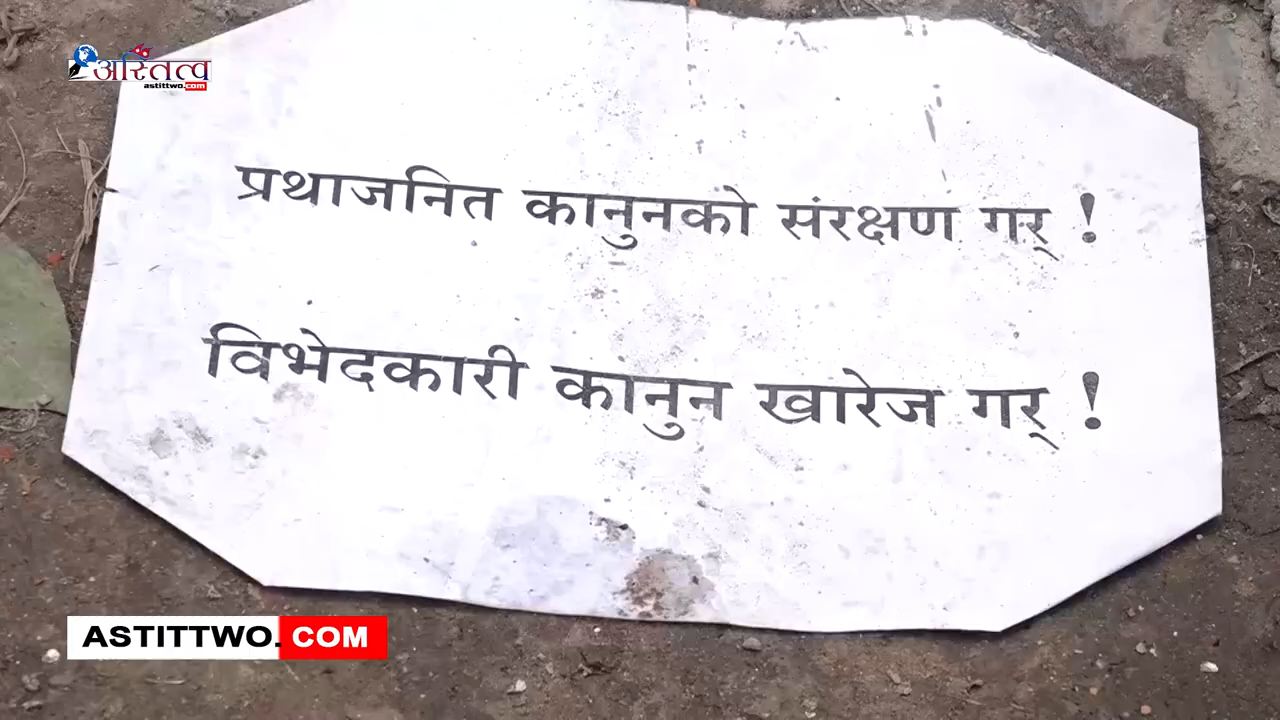 अस्तित्व
astittwo.com
प्रथाजनित कानुनको संरक्षण गर् !
विभेदकारी कानुन खारेज गर् !
ASTITTWO.COM